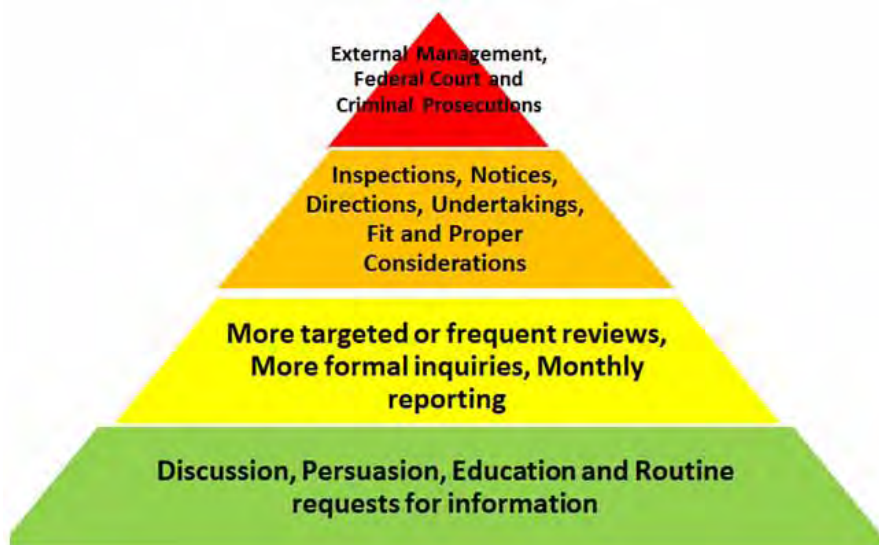 External Management,
Federal Court and
Criminal Prosecutions
Inspections, Notices,
Directions, Undertakings,
Fit and Proper
Considerations
More targeted or frequent reviews,
More formal inquiries, Monthly
reporting
Discussion, Persuasion, Education and Routine
requests for information